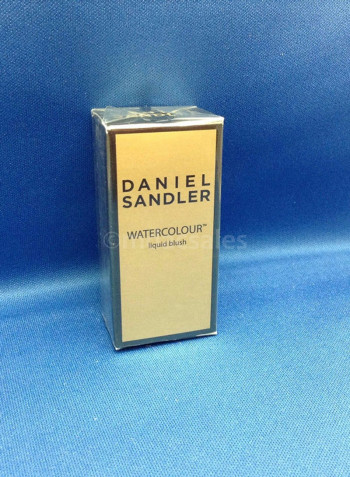 DANIEL
SANDLER
WATERCOLOUR™
liquid blush